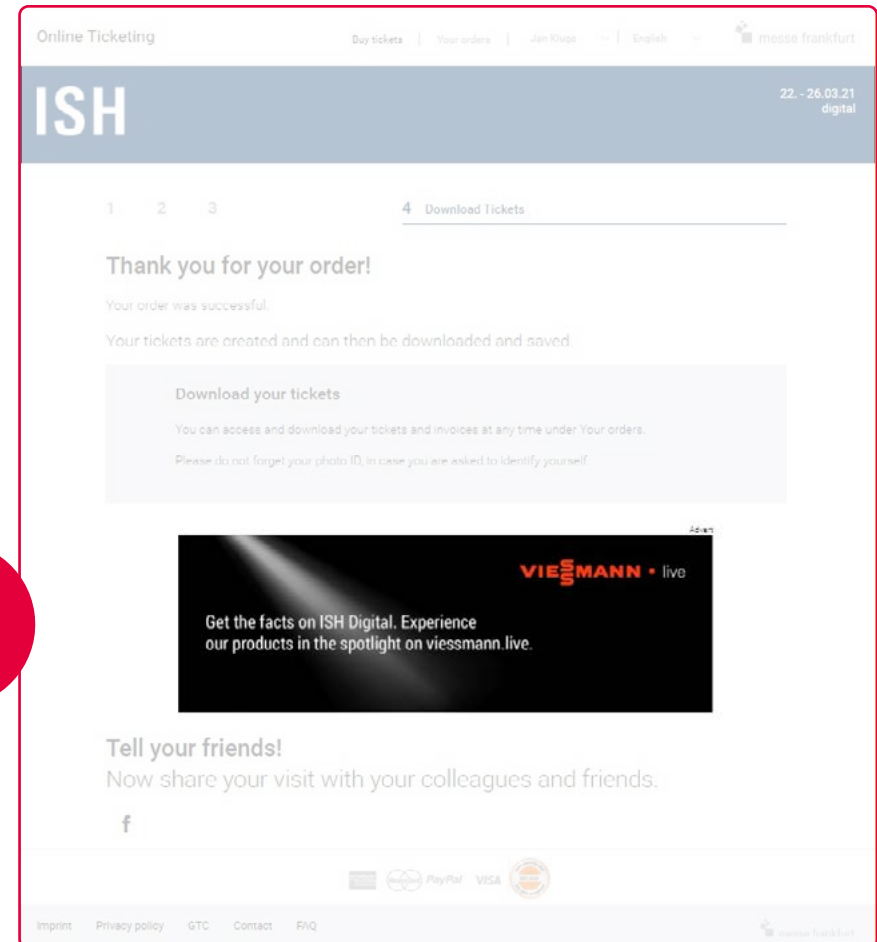 Online Ticketing
Buy tickets | Your orders | Jan Kluge | English
messe frankfurt
ISH
22. - 26.03.21
digital
1 2 3 4 Download Tickets
Thank you for your order!
Your order was successful.
Your tickets are created and can then be downloaded and saved.
Download your tickets
You can access and download your tickets and invoices at any time under Your orders.
Please do not forget your photo ID, in case you are asked to identify yourself
Advert
VIESSMANN • live
Get the facts on ISH Digital. Experience
our products in the spotlight on viessmann.live.
Tell your friends!
Now share your visit with your colleagues and friends.
f
PayPal VISA
Imprint Privacy policy GTC Contact FAQ
messe frankfurt